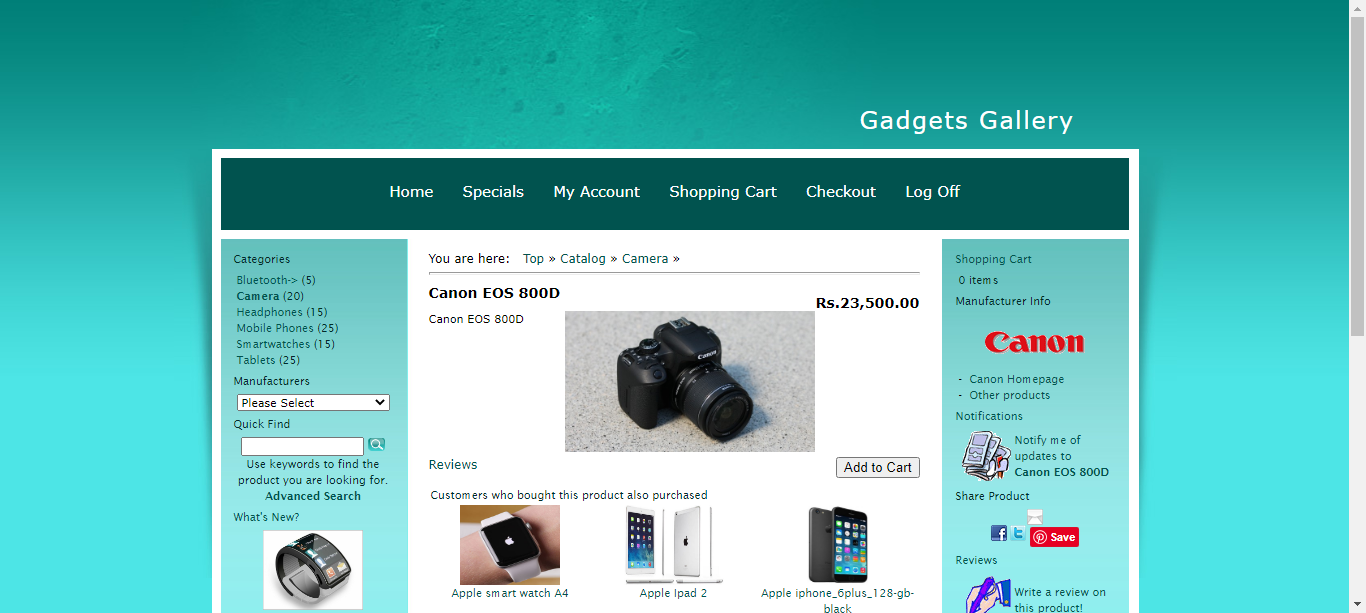 Gadgets Gallery
Home Specials My Account Shopping Cart Checkout Log Off
Categories
Bluetooth-> (5)
Camera (20)
Headphones (15)
Mobile Phones (25)
Smartwatches (15)
Tablets (25)
Manufacturers
Please Select
Quick Find
Use keywords to find the
product you are looking for.
Advanced Search
What's New?
You are here: Top » Catalog » Camera »
Canon EOS 800D
Rs.23,500.00
Canon EOS 800D
Canon
Reviews
Add to Cart
Customers who bought this product also purchased
Apple smart watch A4
Apple Ipad 2
Apple iphone_6plus_128-gb-
black
Shopping Cart
0 items
Manufacturer Info
Canon
- Canon Homepage
- Other products
Notifications
Notify me of
updates to
Canon EOS 800D
Share Product
Save
Reviews
Write a review on
this product!